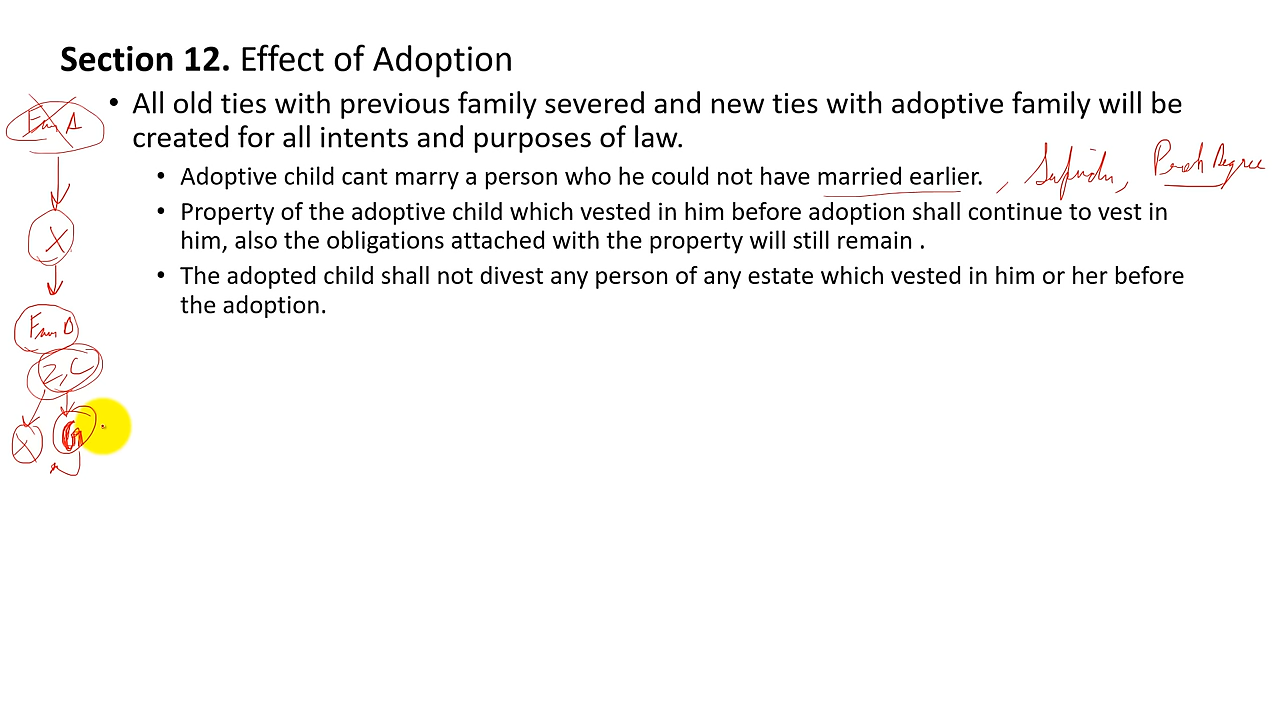 Section 12. Effect of Adoption
• All old ties with previous family severed and new ties with adoptive family will be
created for all intents and purposes of law.
• Adoptive child cant marry a person who he could not have married earlier.
• Property of the adoptive child which vested in him before adoption shall continue to vest in
him, also the obligations attached with the property will still remain .
• The adopted child shall not divest any person of any estate which vested in him or her before
the adoption.
Fam A
X
Fam B
Z, C
X
Degree